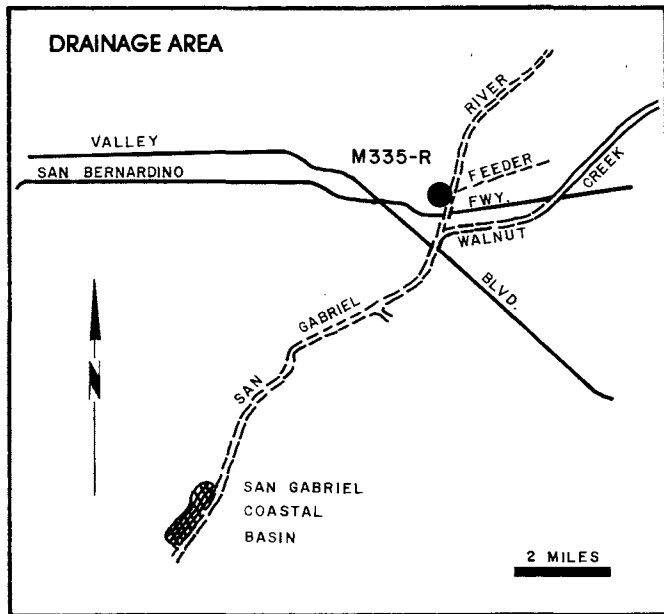 DRAINAGE AREA
RIVER
VALLEY
M335-R
FEEDER
SAN BERNARDINO
FWY.
CREEK
WALNUT
BLVD.
GABRIEL
SAN
N
SAN GABRIEL
COASTAL
BASIN
2 MILES